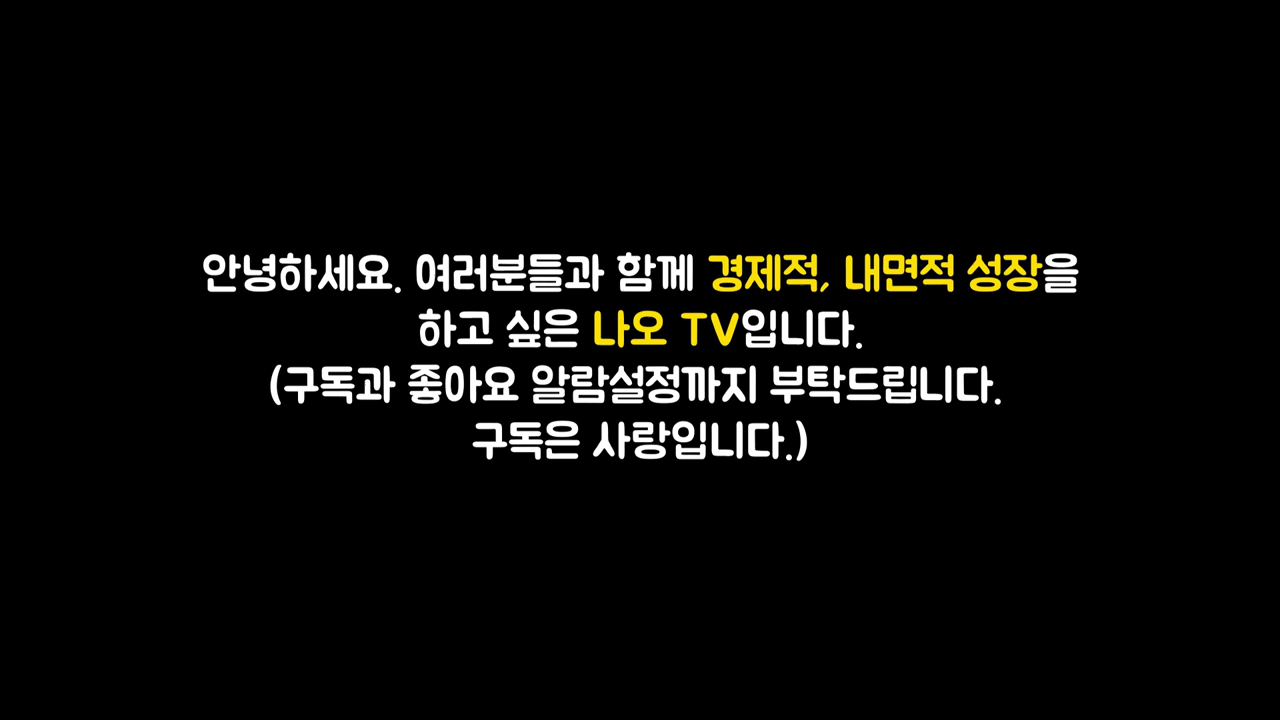 안녕하세요. 여러분들과 함께 경제적, 내면적 성장을
하고 싶은 나오 TV입니다.
(구독과 좋아요 알람설정까지 부탁드립니다.
구독은 사랑입니다.)